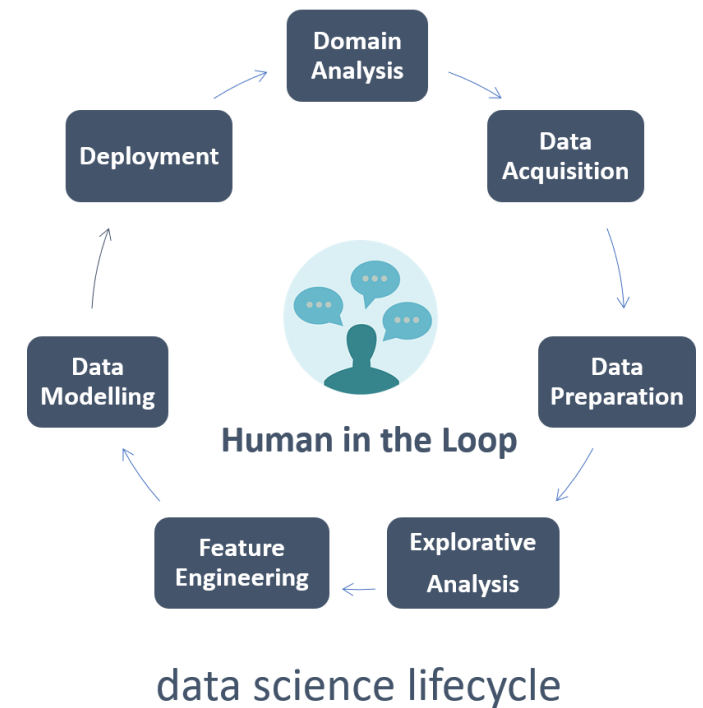 Domain
Analysis
Data
Acquisition
Data
Preparation
Explorative
Analysis
Feature
Engineering
Data
Modelling
Deployment
Human in the Loop
data science lifecycle